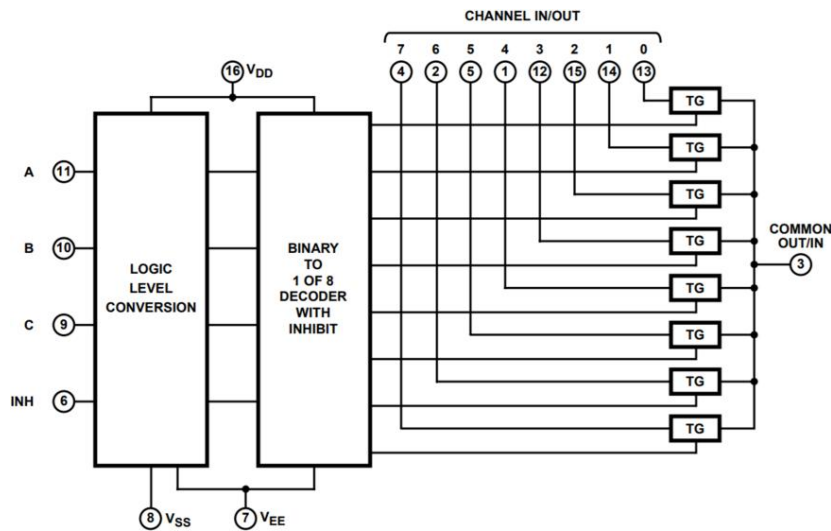 CHANNEL IN/OUT
7 6 5 4 3 2 1 0
4 2 5 1 12 15 14 13
16 VDD
TG
TG
A 11
TG
COMMON
OUT/IN
B 10
BINARY
TO
1 OF 8
DECODER
WITH
INHIBIT
TG
3
LOGIC
LEVEL
CONVERSION
TG
C 9
TG
TG
INH 6
TG
8 VSS
7 VEE